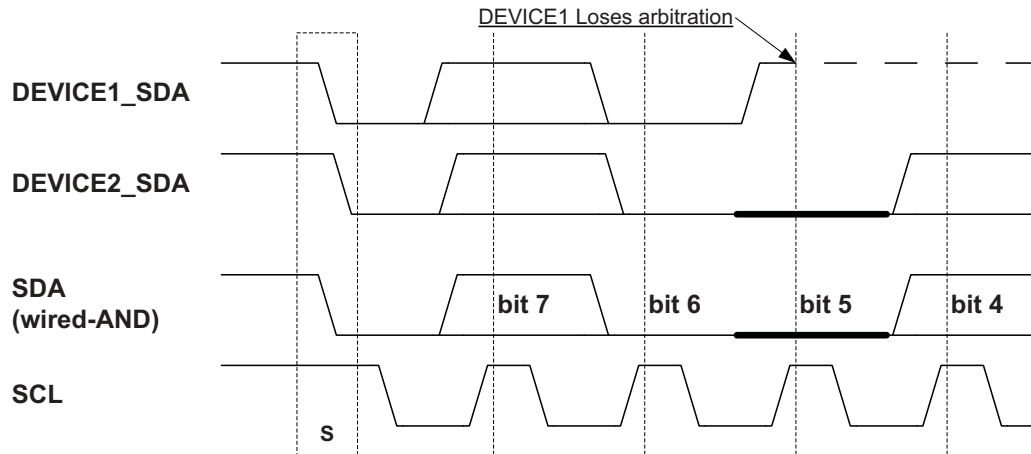 DEVICE1 Loses arbitration
DEVICE1_SDA
DEVICE2_SDA
SDA
(wired-AND)
bit 7 bit 6 bit 5 bit 4
SCL
S